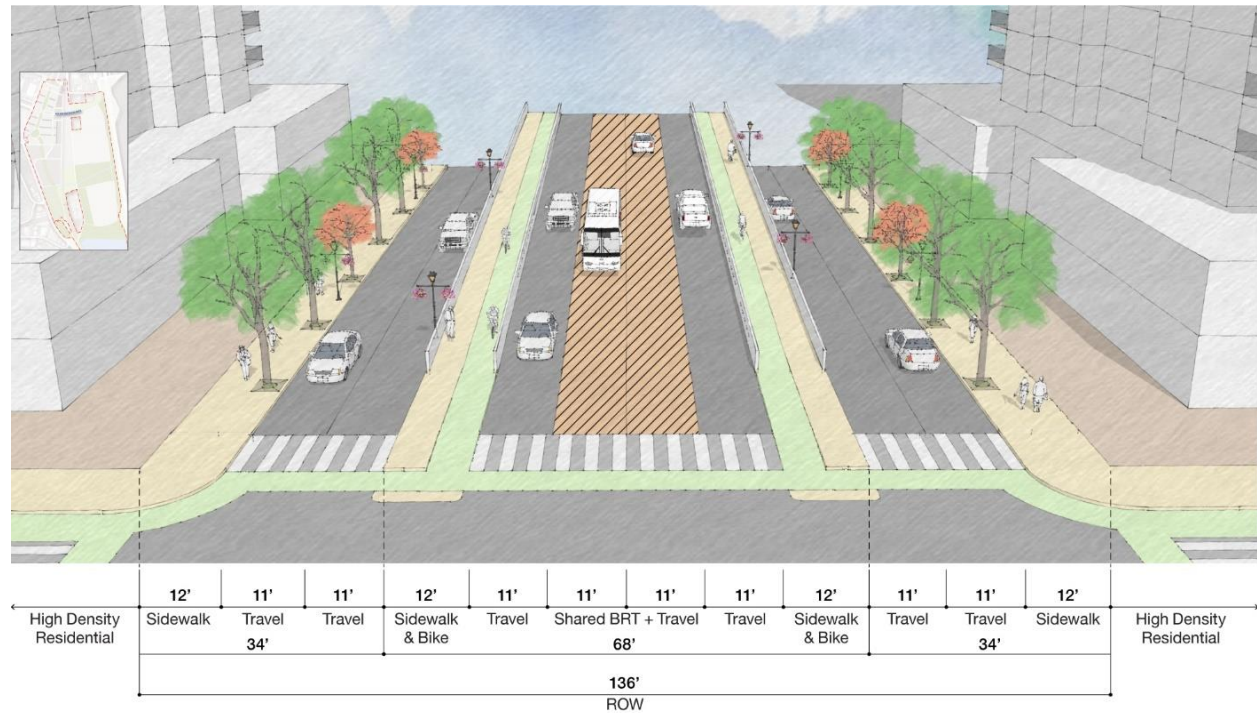 12' 11' 11' 12' 11' 11' 11' 11' 12' 11' 11' 12'
High Density Residential Sidewalk Travel Travel Sidewalk & Bike Travel Shared BRT + Travel Travel Sidewalk & Bike Travel Travel Sidewalk High Density Residential
34' 68' 34'
136'
ROW